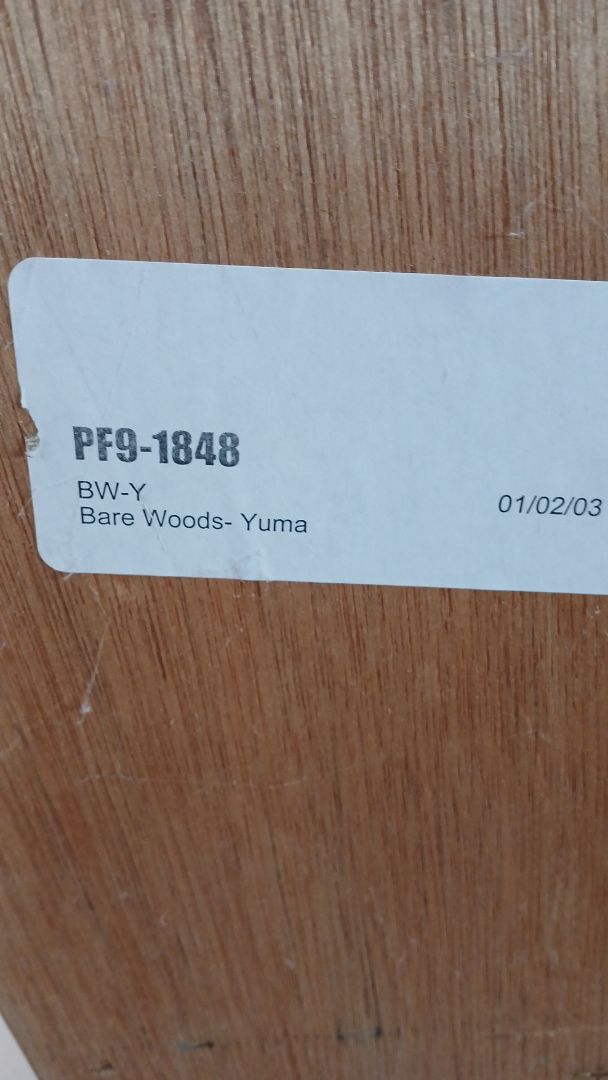 PF9-1848
BW-Y
Bare Woods- Yuma 01/02/03